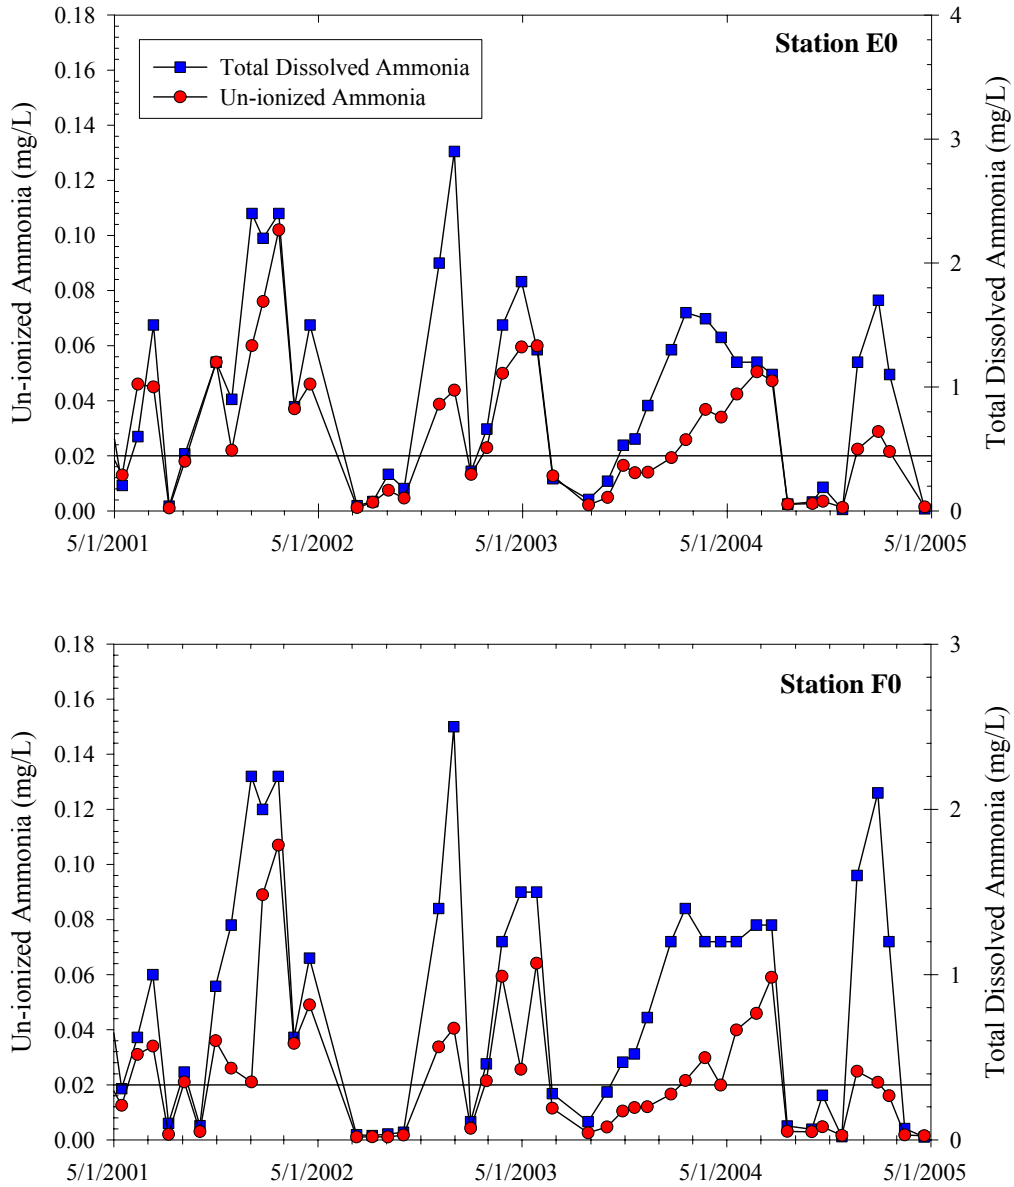 Station E0
Total Dissolved Ammonia
Un-ionized Ammonia
Un-ionized Ammonia (mg/L)
0.18
0.16
0.14
0.12
0.10
0.08
0.06
0.04
0.02
0.00
Total Dissolved Ammonia (mg/L)
4
3
2
1
0
5/1/2001 5/1/2002 5/1/2003 5/1/2004 5/1/2005
Station F0
Un-ionized Ammonia (mg/L)
0.18
0.16
0.14
0.12
0.10
0.08
0.06
0.04
0.02
0.00
Total Dissolved Ammonia (mg/L)
3
2
1
0
5/1/2001 5/1/2002 5/1/2003 5/1/2004 5/1/2005